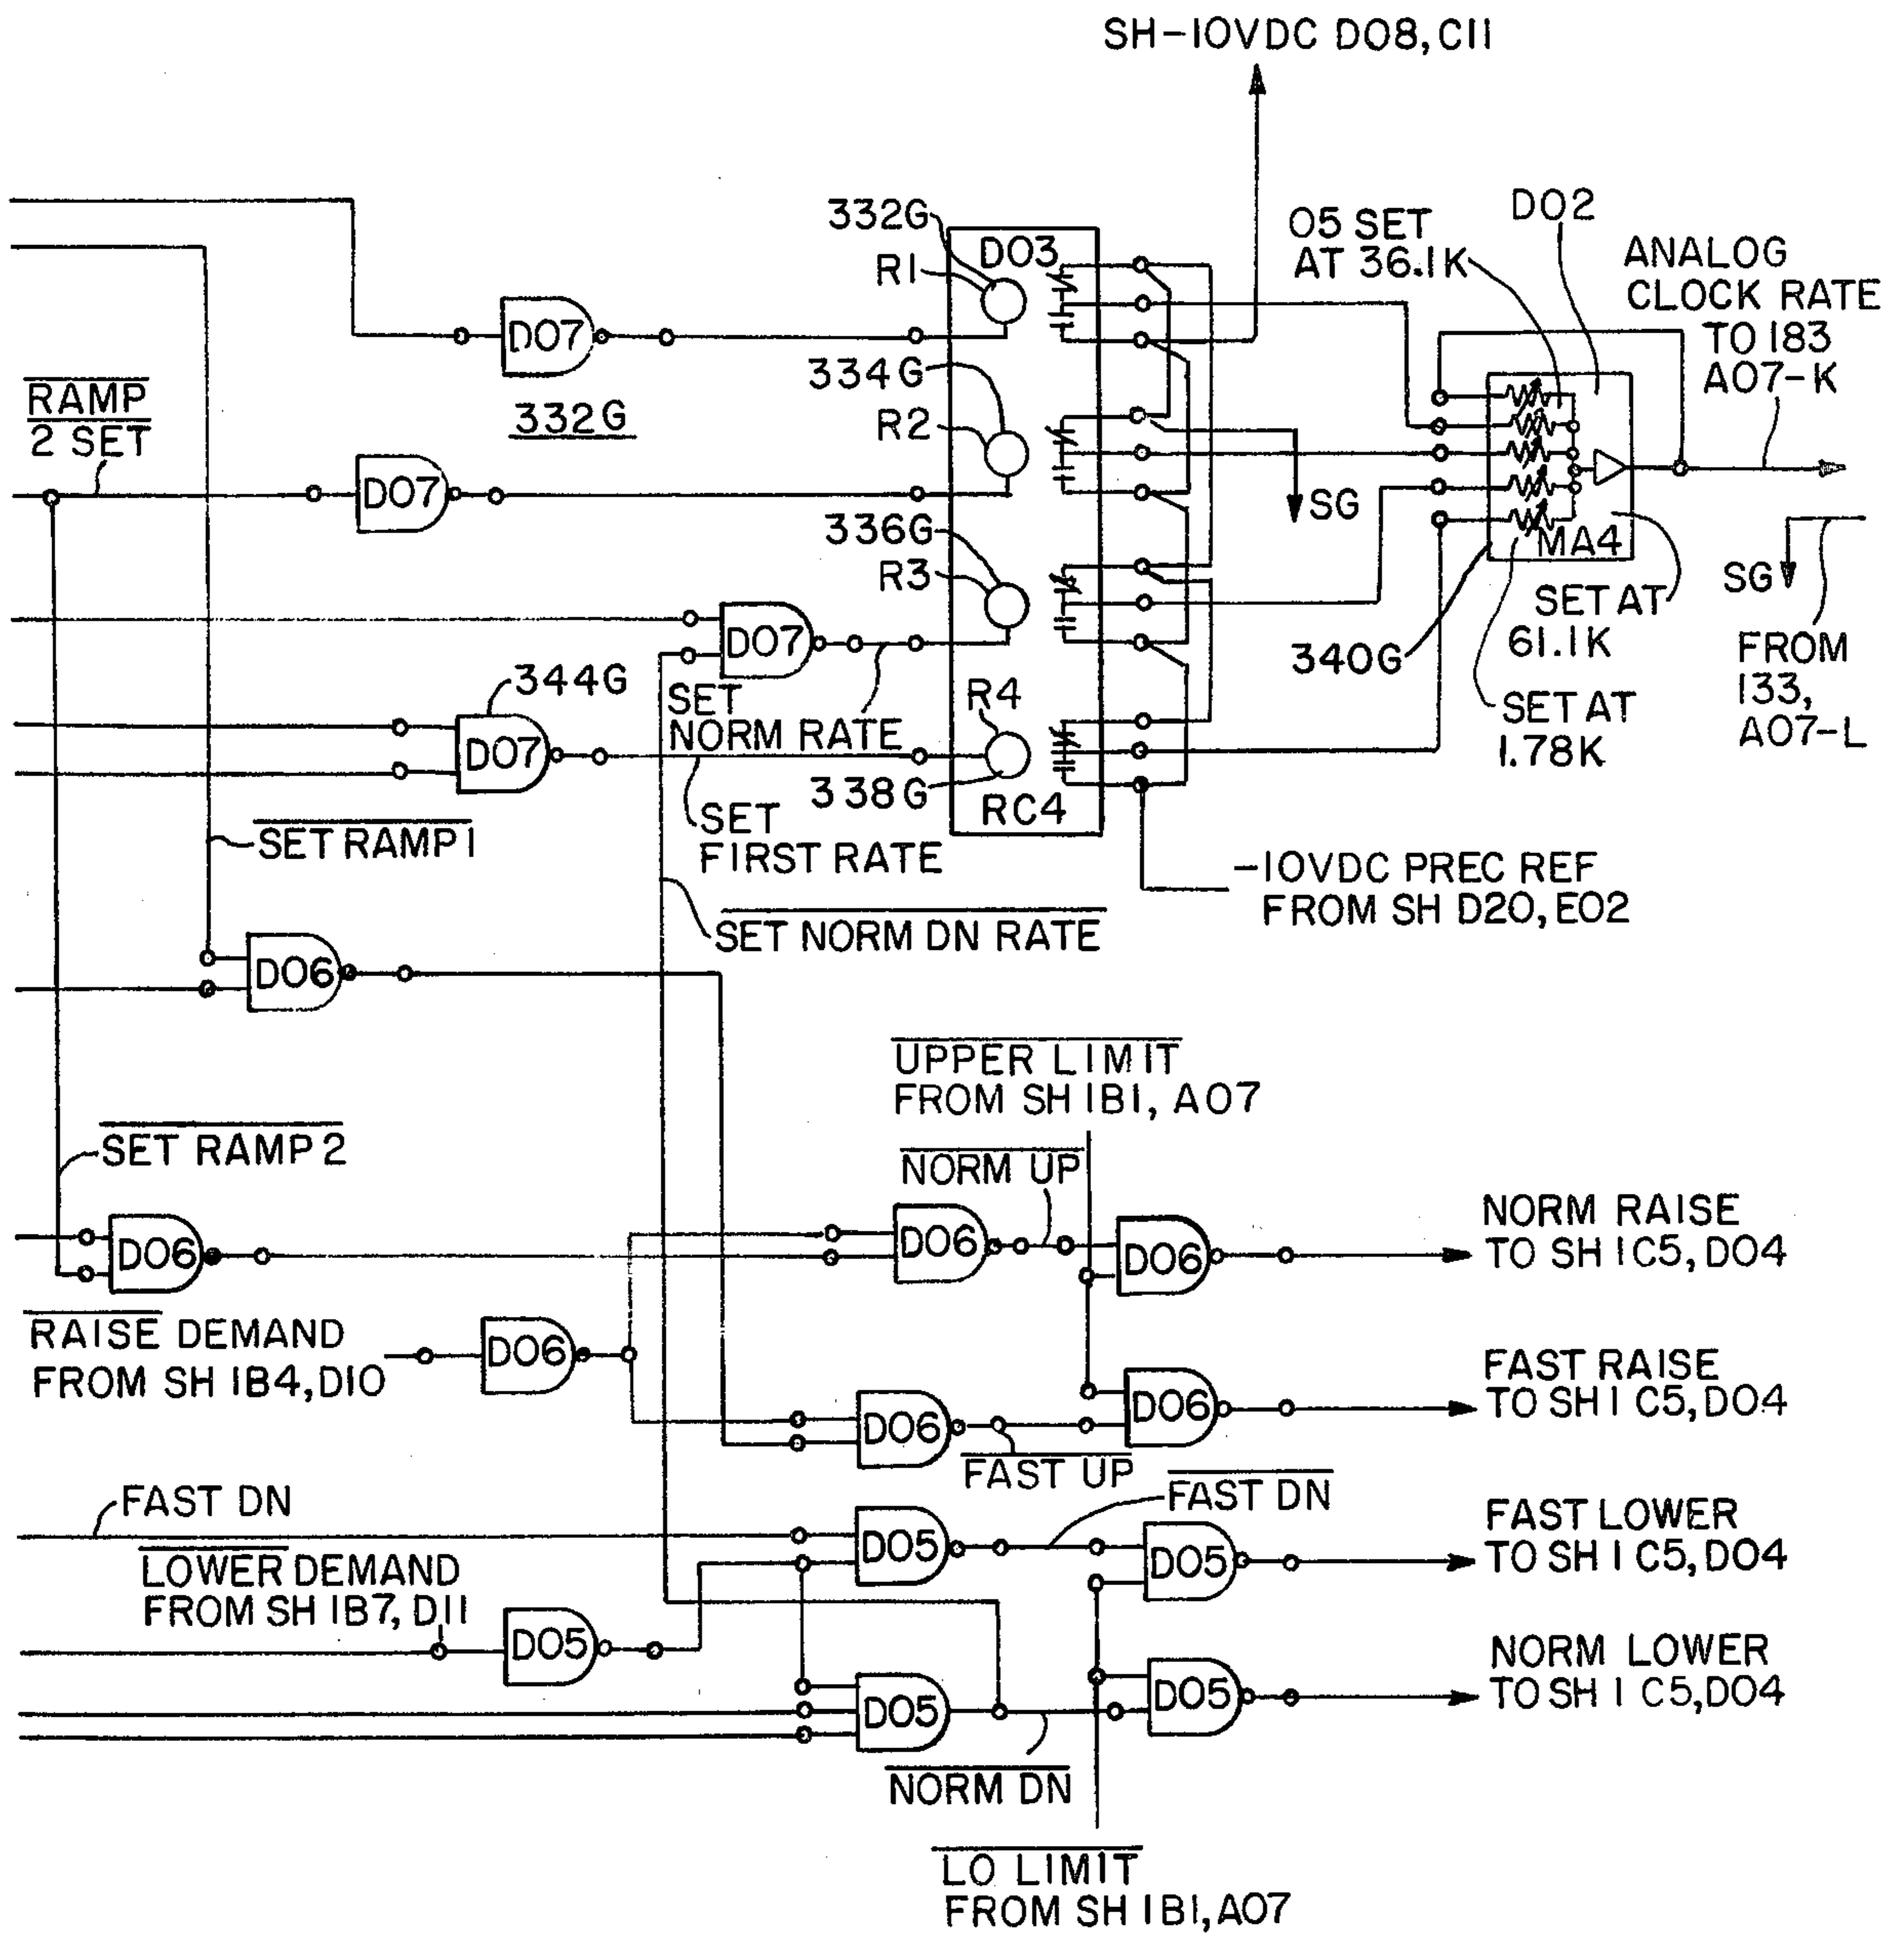 SH-10VDC D08, C11
332G
D03
R1
05 SET
AT 36.1K
D02
ANALOG
CLOCK RATE
TO 183
A07-K
D07
332G
334G
R2
RAMP
2 SET
D07
SG
336G
R3
MA4
SG
SET AT
61.1K
340G
FROM
133,
A07-L
D07
344G
SET
NORM RATE
R4
SET AT
1.78K
D07
338G
RC4
SET
FIRST RATE
SET RAMP 1
-10VDC PREC REF
FROM SH D20, E02
SET NORM DN RATE
D06
UPPER LIMIT
FROM SH 1B1, A07
SET RAMP 2
NORM UP
D06
D06
D06
NORM RAISE
TO SH 1C5, D04
RAISE DEMAND
FROM SH 1B4, D10
D06
FAST RAISE
TO SH 1 C5, D04
D06
D06
FAST UP
FAST DN
FAST DN
FAST LOWER
TO SH 1 C5, D04
D05
D05
LOWER DEMAND
FROM SH 1B7, D11
D05
NORM LOWER
TO SH 1 C5, D04
D05
D05
NORM DN
LO LIMIT
FROM SH 1B1, A07